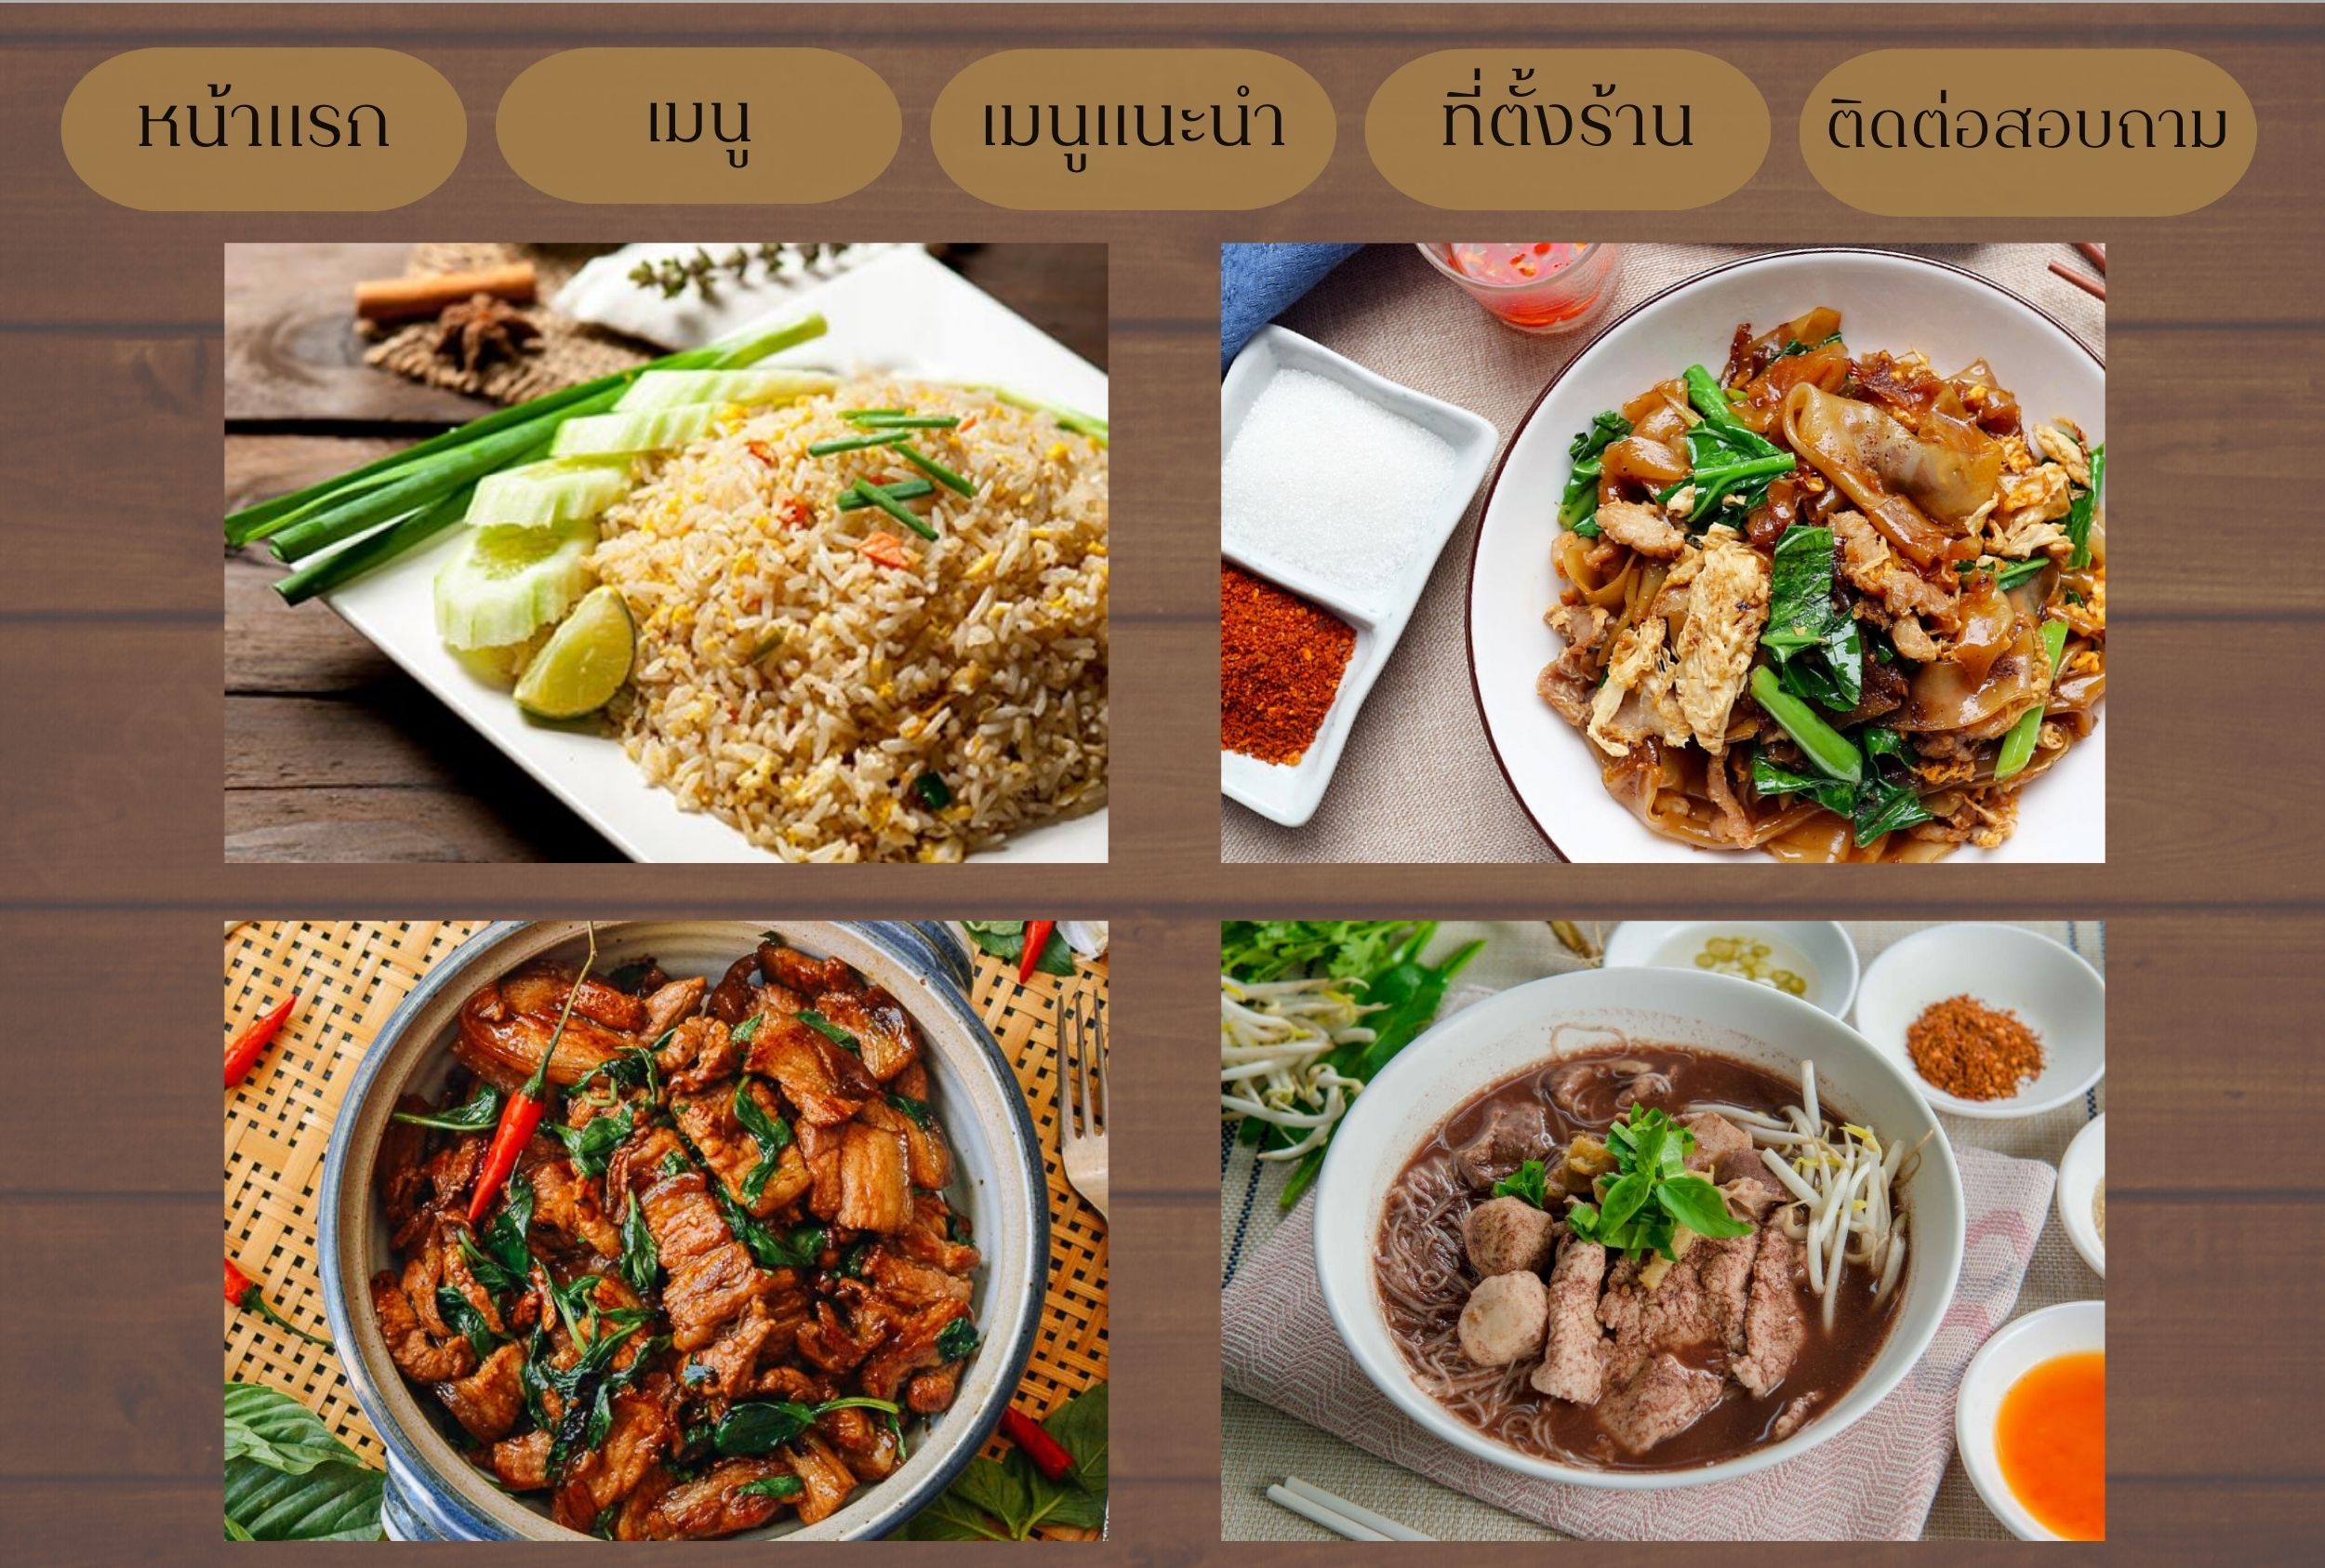 หน้าแรก
เมนู
เมนูแนะนำ
ที่ตั้งร้าน
ติดต่อสอบถาม